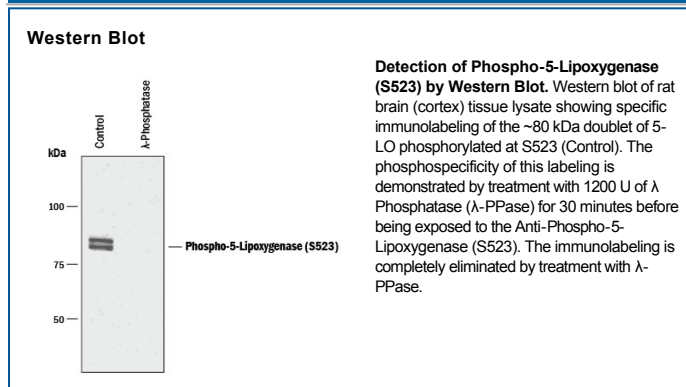 Western Blot
Control
λ-Phosphatase
kDa
100
Phospho-5-Lipoxygenase (S523)
75
50
Detection of Phospho-5-Lipoxygenase
(S523) by Western Blot. Western blot of rat
brain (cortex) tissue lysate showing specific
immunolabeling of the ~80 kDa doublet of 5-
LO phosphorylated at S523 (Control). The
phosphospecificity of this labeling is
demonstrated by treatment with 1200 U of λ
Phosphatase (λ-PPase) for 30 minutes before
being exposed to the Anti-Phospho-5-
Lipoxygenase (S523). The immunolabeling is
completely eliminated by treatment with λ-
PPase.